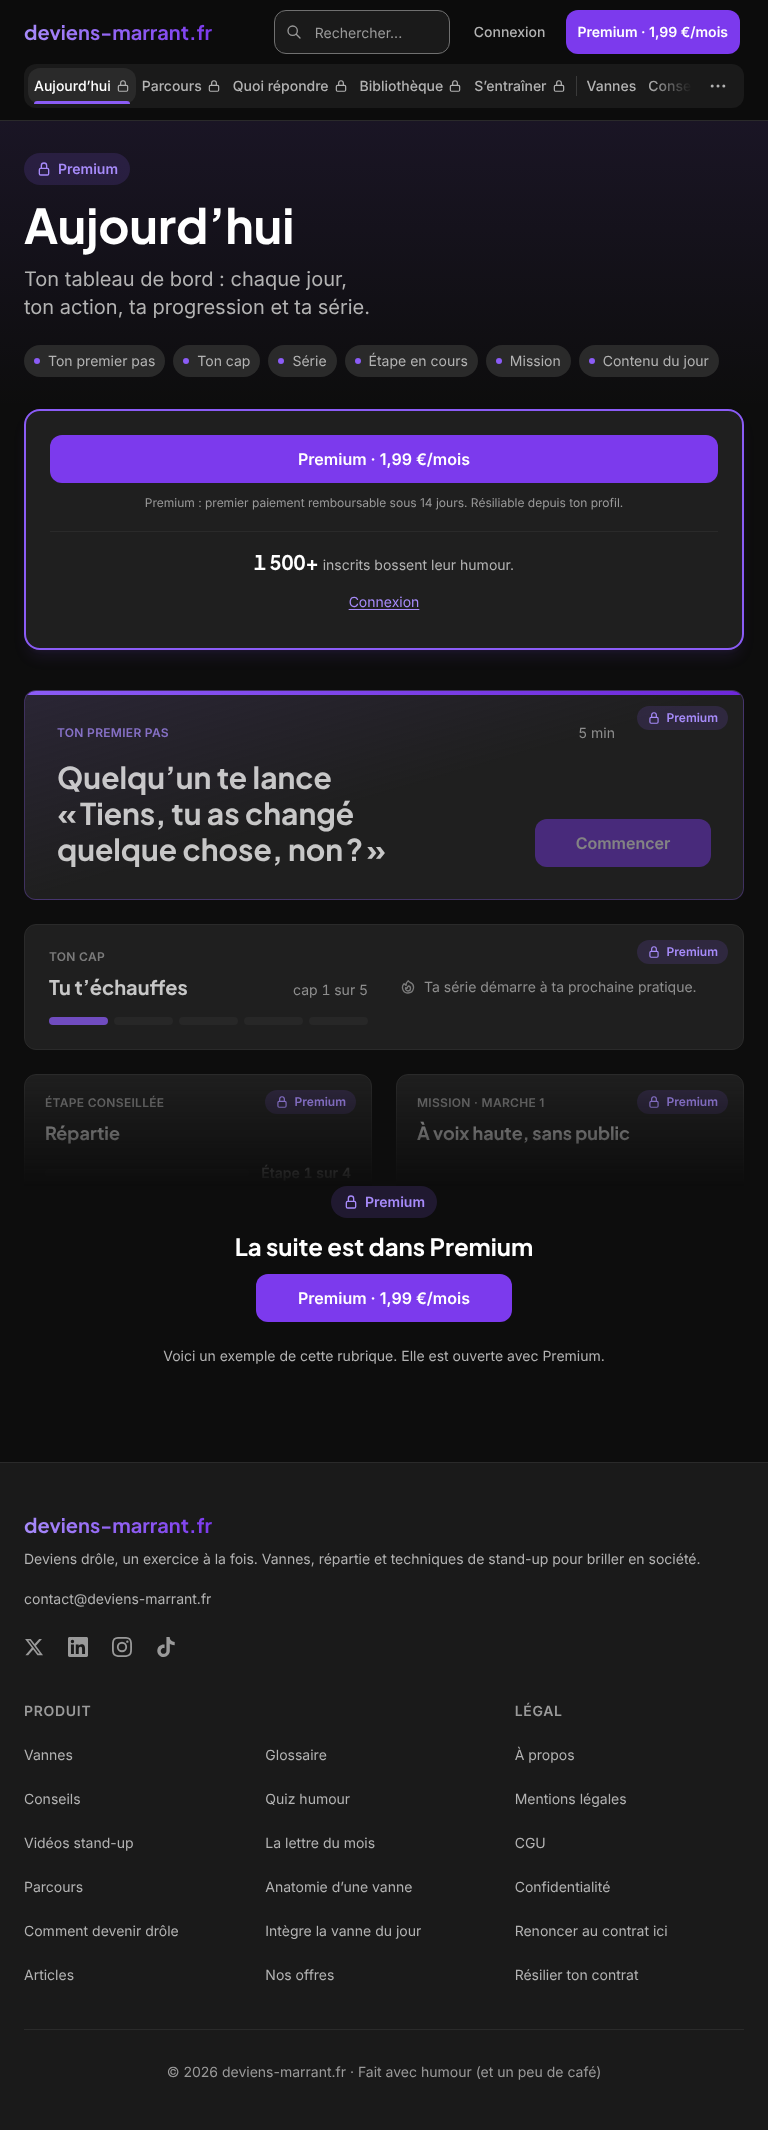 deviens-marrant.fr
Rechercher...
Connexion
Premium · 1,99 €/mois
Aujourd’hui
Parcours
Quoi répondre
Bibliothèque
S’entraîner
Vannes
Premium
Aujourd’hui
Ton tableau de bord : chaque jour,
ton action, ta progression et ta série.
Ton premier pas
Ton cap
Série
Étape en cours
Mission
Contenu du jour
Premium · 1,99 €/mois
Premium : premier paiement remboursable sous 14 jours. Résiliable depuis ton profil.
1 500+ inscrits bossent leur humour.
Connexion
Premium
TON PREMIER PAS
5 min
Quelqu’un te lance
« Tiens, tu as changé
quelque chose, non ? »
Commencer
Premium
TON CAP
Tu t’échauffes
cap 1 sur 5
Ta série démarre à ta prochaine pratique.
ÉTAPE CONSEILLÉE
Premium
Répartie
Étape 1 sur 4
MISSION · MARCHE 1
Premium
À voix haute, sans public
Premium
La suite est dans Premium
Premium · 1,99 €/mois
Voici un exemple de cette rubrique. Elle est ouverte avec Premium.
deviens-marrant.fr
Deviens drôle, un exercice à la fois. Vannes, répartie et techniques de stand-up pour briller en société.
contact@deviens-marrant.fr
PRODUIT
Vannes
Conseils
Vidéos stand-up
Parcours
Comment devenir drôle
Articles
Glossaire
Quiz humour
La lettre du mois
Anatomie d’une vanne
Intègre la vanne du jour
Nos offres
LÉGAL
À propos
Mentions légales
CGU
Confidentialité
Renoncer au contrat ici
Résilier ton contrat
© 2026 deviens-marrant.fr · Fait avec humour (et un peu de café)